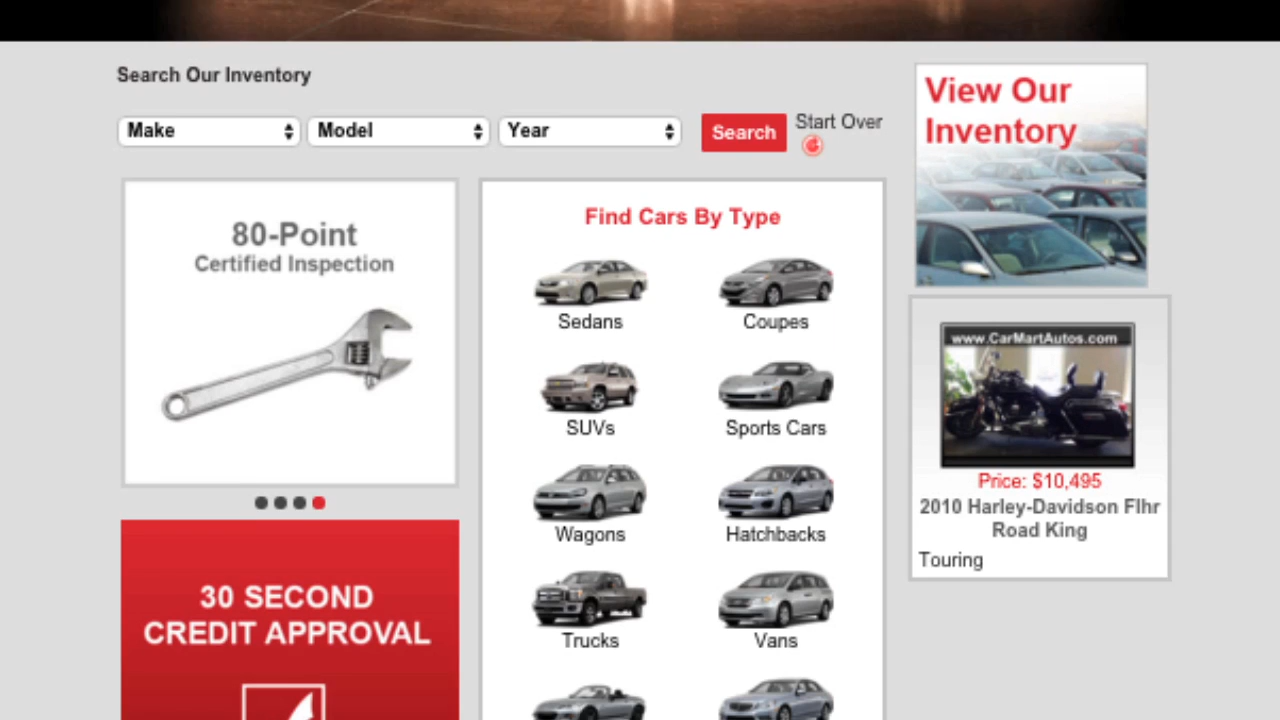 Search Our Inventory
Make
Model
Year
Search
Start Over
80-Point
Certified Inspection
30 SECOND
CREDIT APPROVAL
Find Cars By Type
Sedans
Coupes
SUVs
Sports Cars
Wagons
Hatchbacks
Trucks
Vans
View Our
Inventory
www.CarMartAutos.com
Price: $10,495
2010 Harley-Davidson Flhr
Road King
Touring